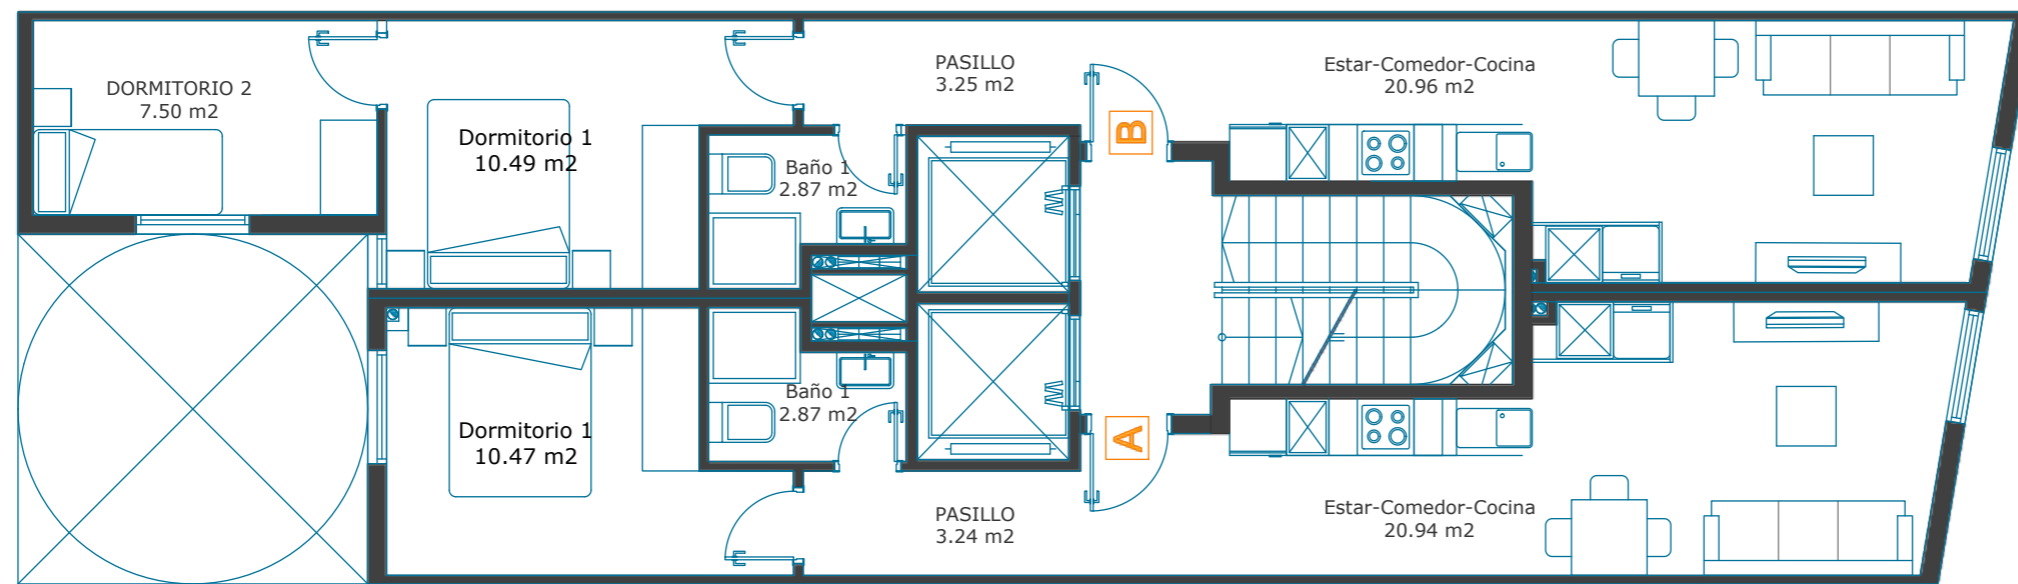 DORMITORIO 2
7.50 m2
Dormitorio 1
10.49 m2
Baño 1
2.87 m2
PASILLO
3.25 m2
B
Estar-Comedor-Cocina
20.96 m2
Dormitorio 1
10.47 m2
Baño 1
2.87 m2
PASILLO
3.24 m2
A
Estar-Comedor-Cocina
20.94 m2